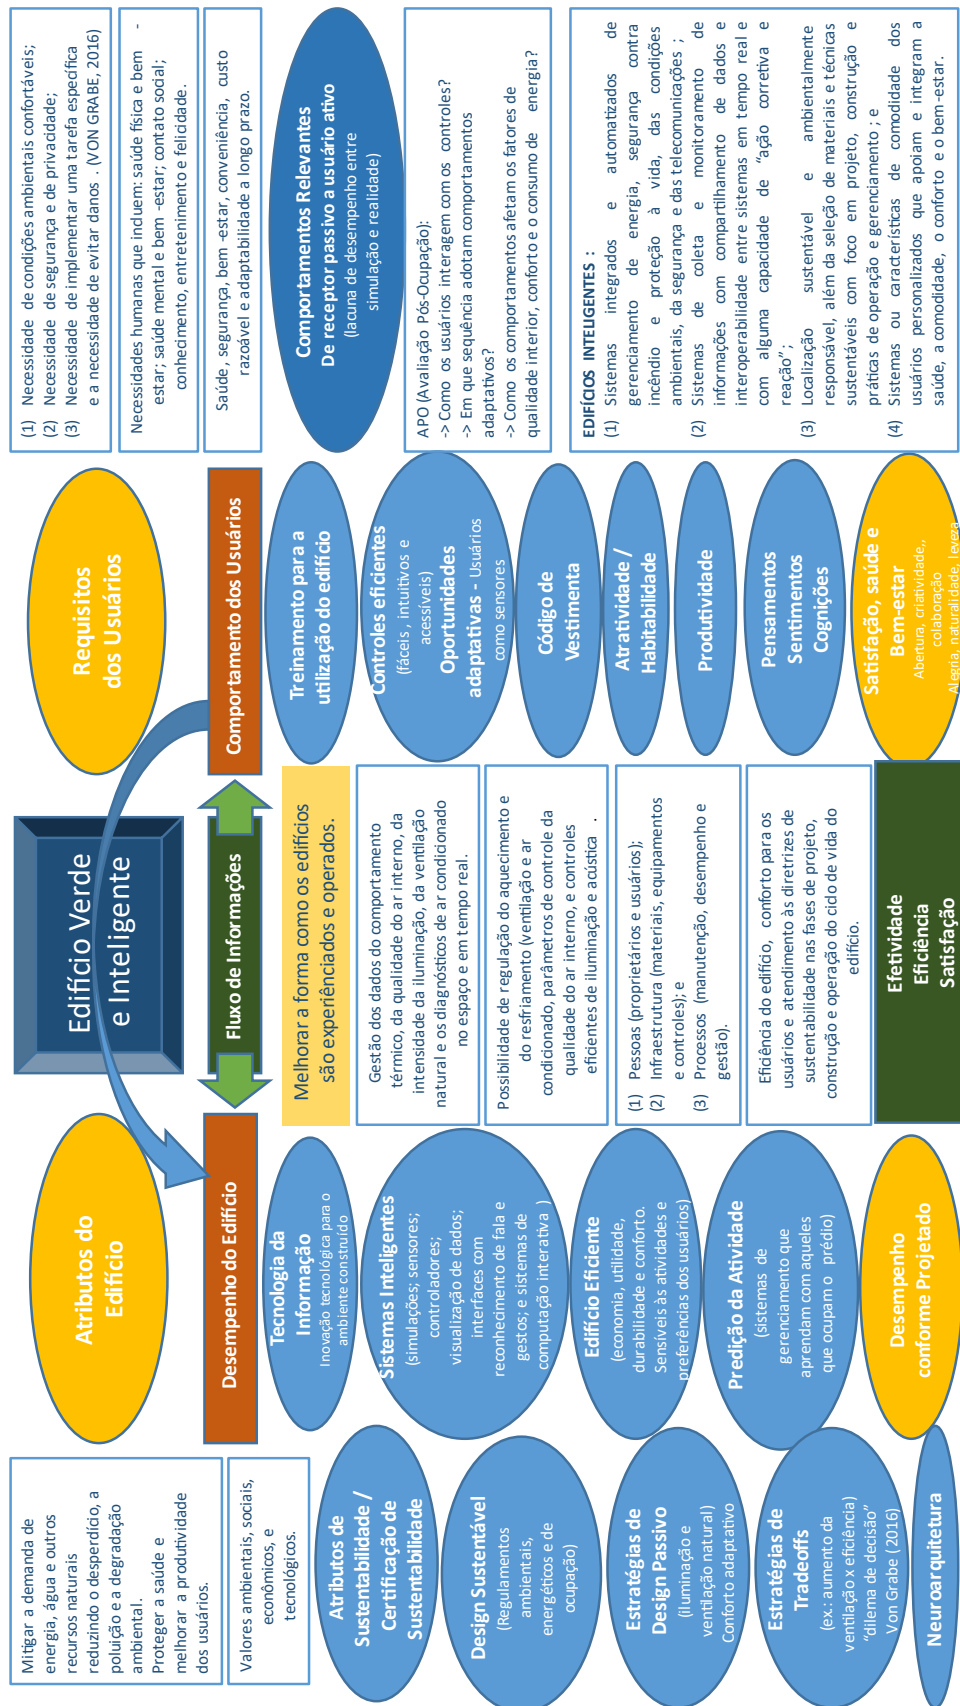 Mitigar a demanda de
energia, água e outros
recursos naturais
reduzindo o desperdício, a
poluição e a degradação
ambiental.
Proteger a saúde e
melhorar a produtividade
dos usuários.
Valores ambientais, sociais,
econômicos, e
tecnológicos.
Atributos de
Sustentabilidade /
Certificação de
Sustentabilidade
Design Sustentável
(Regulamentos
ambientais,
energéticos e de
ocupação)
Estratégias de
Design Passivo
(iluminação e
ventilação natural)
Conforto adaptativo
Estratégias de
Tradeoffs
(ex.: aumento da
ventilação x eficiência)
"dilema de decisão"
Von Grabe (2016)
Neuroarquitetura
Atributos do
Edifício
Desempenho do Edifício
Tecnologia da
Informação
Inovação tecnológica para o
ambiente construído
Sistemas Inteligentes
(simulações; sensores;
controladores;
visualização de dados;
interfaces com
reconhecimento de fala e
gestos; e sistemas de
computação interativa )
Edifício Eficiente
(economia, utilidade,
durabilidade e conforto.
Sensíveis às atividades e
preferências dos usuários)
Predição da Atividade
(sistemas de
gerenciamento que
aprendam com aqueles
que ocupam o prédio)
Desempenho
conforme Projetado
Edifício Verde
e Inteligente
Fluxo de Informações
Melhorar a forma como os edifícios
são experienciados e operados.
Gestão dos dados do comportamento
térmico, da qualidade do ar interno, da
intensidade da iluminação, da ventilação
natural e os diagnósticos de ar condicionado
no espaço e em tempo real.
Possibilidade de regulação do aquecimento e
do resfriamento (ventilação e ar
condicionado, parâmetros de controle da
qualidade do ar interno, e controles
eficientes de iluminação e acústica .
(1) Pessoas (proprietários e usuários);
(2) Infraestrutura (materiais, equipamentos
e controles); e
(3) Processos (manutenção, desempenho e
gestão).
Eficiência do edifício, conforto para os
usuários e atendimento às diretrizes de
sustentabilidade nas fases de projeto,
construção e operação do ciclo de vida do
edifício.
Efetividade
Eficiência
Satisfação
Requisitos
dos Usuários
Comportamento dos Usuários
Treinamento para a
utilização do edifício
Controles eficientes
(fáceis , intuitivos e
acessíveis)
Oportunidades
adaptativas - Usuários
como sensores
Código de
Vestimenta
Atratividade /
Habitabilidade
Produtividade
Pensamentos
Sentimentos
Cognições
Satisfação, saúde e
Bem-estar
Abertura, criatividade,,
colaboração
Alegria, naturalidade, leveza
(1) Necessidade de condições ambientais confortáveis;
(2) Necessidade de segurança e de privacidade;
(3) Necessidade de implementar uma tarefa específica
e a necessidade de evitar danos . (VON GRABE, 2016)
Necessidades humanas que induem: saúde física e bem -
estar; saúde mental e bem -estar; contato social;
conhecimento, entretenimento e felicidade.
Saúde, segurança, bem -estar, conveniência, custo
razoável e adaptabilidade a longo prazo.
Comportamentos Relevantes
De receptor passivo a usuário ativo
(lacuna de desempenho entre
simulação e realidade)
APO (Avaliação Pós-Ocupação):
-> Como os usuários interagem com os controles?
-> Em que sequência adotam comportamentos
adaptativos?
-> Como os comportamentos afetam os fatores de
qualidade interior, conforto e o consumo de energia?
EDIFÍCIOS INTELIGENTES :
(1) Sistemas integrados e automatizados de
gerenciamento de energia, segurança contra
incêndio e proteção à vida, das condições
ambientais, da segurança e das telecomunicações ;
(2) Sistemas de coleta e monitoramento de
informações com compartilhamento de dados e
interoperabilidade entre sistemas em tempo real e
com alguma capacidade de "ação corretiva e
reação";
(3) Localização sustentável e ambientalmente
responsável, além da seleção de materiais e técnicas
sustentáveis com foco em projeto, construção e
práticas de operação e gerenciamento ; e
(4) Sistemas ou características de comodidade dos
usuários personalizados que apoiam e integram a
saúde, a comodidade, o conforto e o bem-estar.